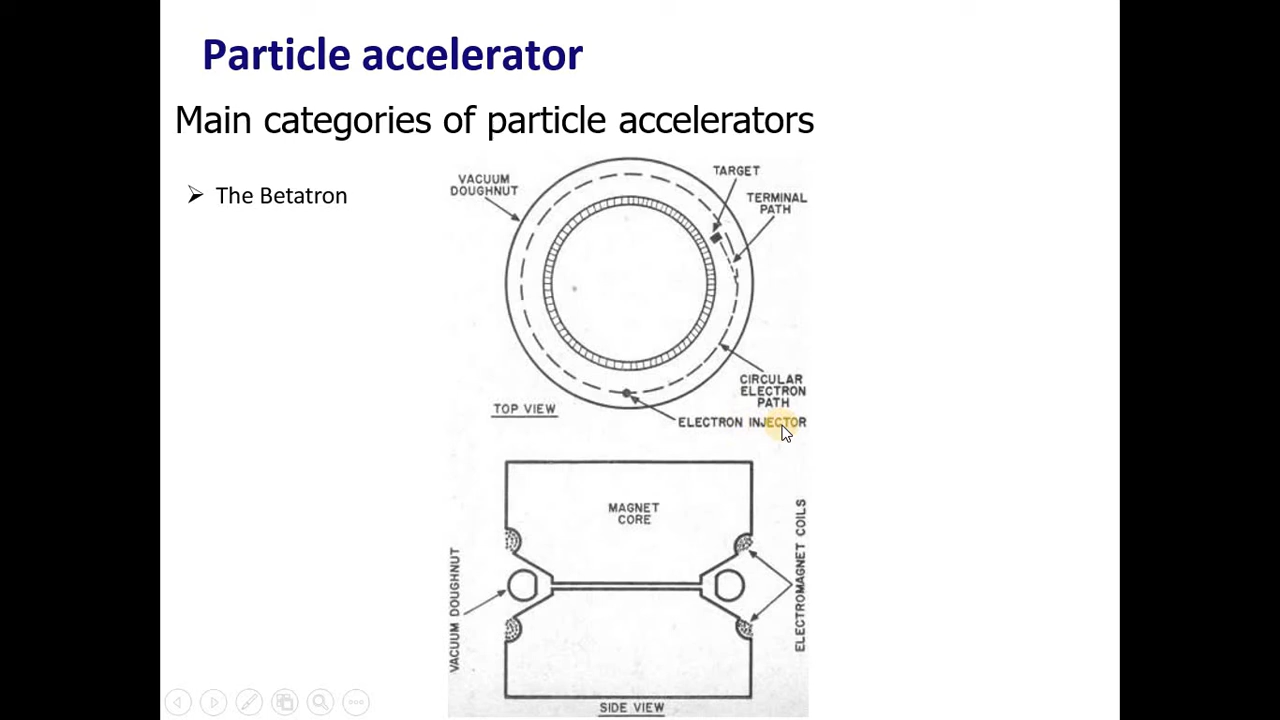 Particle accelerator
Main categories of particle accelerators
The Betatron
VACUUM
DOUGHNUT
TARGET
TERMINAL
PATH
CIRCULAR
ELECTRON
PATH
TOP VIEW
ELECTRON INJECTOR
MAGNET
CORE
VACUUM DOUGHNUT
ELECTROMAGNET COILS
SIDE VIEW